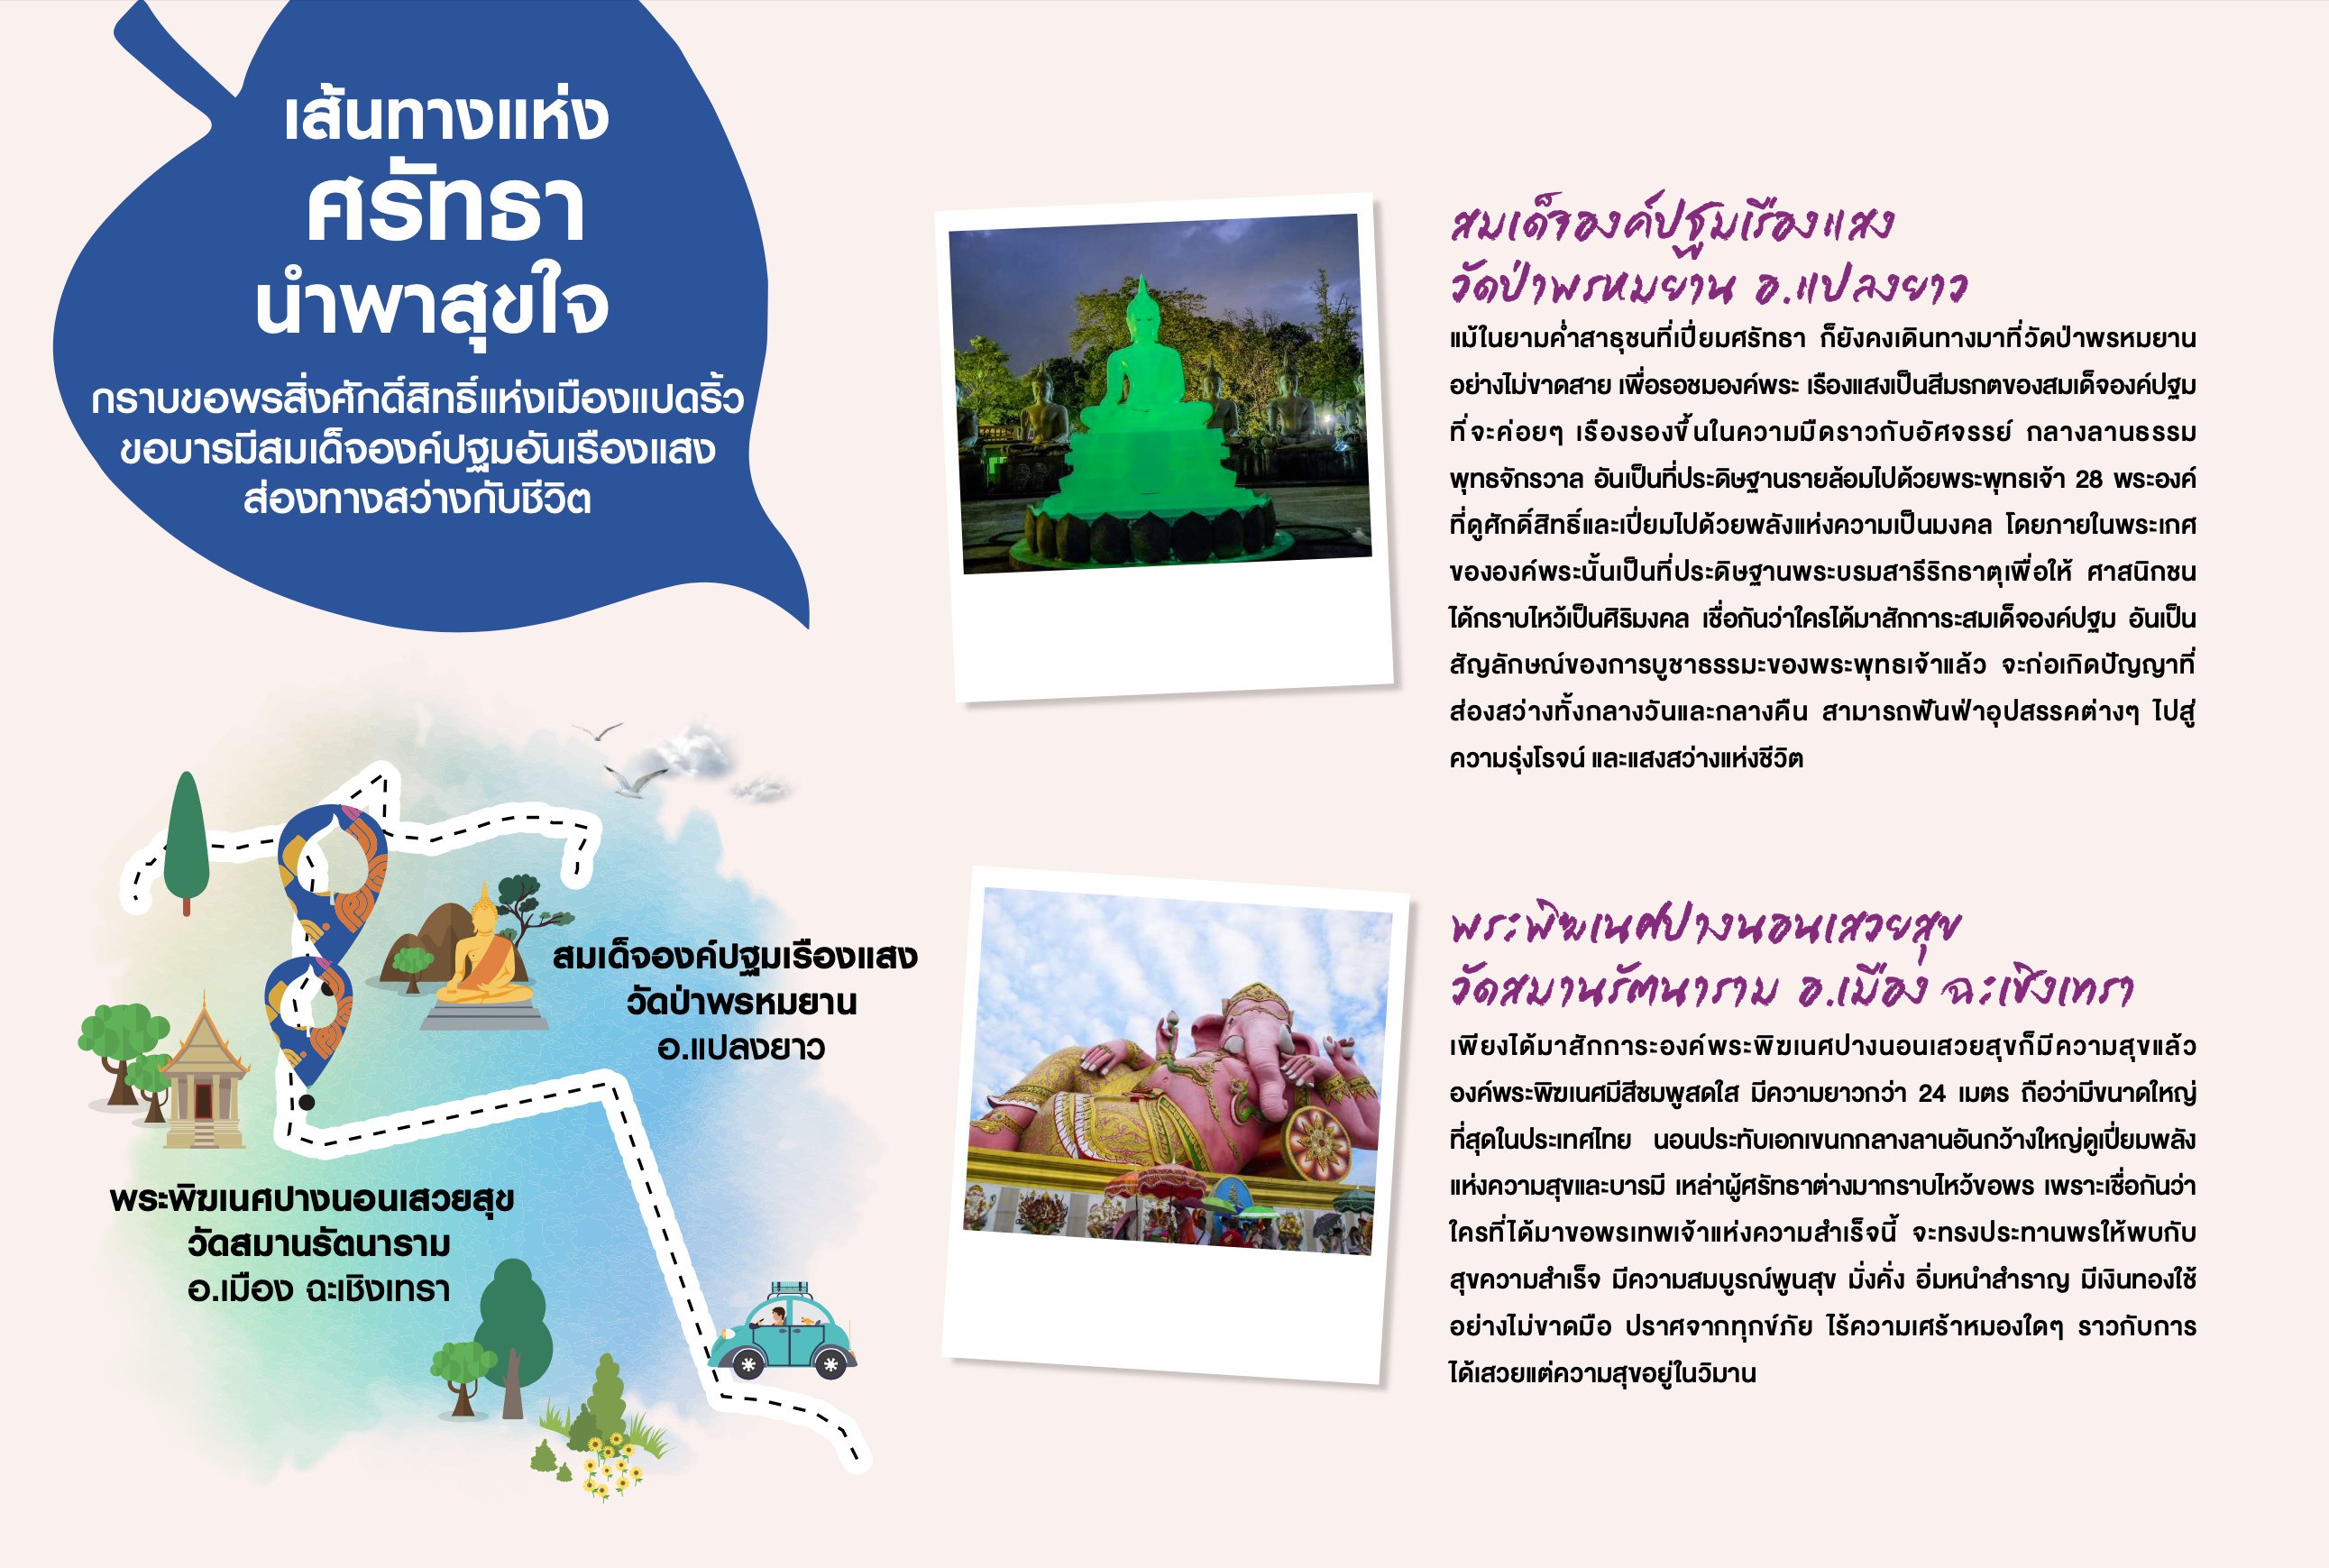 เส้นทางแห่ง
ศรัทธา
นำพาสุขใจ
กราบขอพรสิ่งศักดิ์สิทธิ์แห่งเมืองแปดริ้ว
ขอบารมีสมเด็จองค์ปฐมอันเรืองแสง
ส่องทางสว่างกับชีวิต
สมเด็จองค์ปฐมเรืองแสง
วัดป่าพรหมยาน
อ.แปลงยาว
พระพิฆเนศปางนอนเสวยสุข
วัดสมานรัตนาราม
อ.เมือง ฉะเชิงเทรา
สมเด็จองค์ปฐมเรืองแสง
วัดป่าพรหมยาน อ.แปลงยาว
แม้ในยามค่ำสาธุชนที่เปี่ยมศรัทธา ก็ยังคงเดินทางมาที่วัดป่าพรหมยาน
อย่างไม่ขาดสาย เพื่อรอชมองค์พระ เรืองแสงเป็นสีมรกตของสมเด็จองค์ปฐม
ที่จะค่อยๆ เรืองรองขึ้นในความมืดราวกับอัศจรรย์ กลางลานธรรม
พุทธจักรวาล อันเป็นที่ประดิษฐานรายล้อมไปด้วยพระพุทธเจ้า 28 พระองค์
ที่ดูศักดิ์สิทธิ์และเปี่ยมไปด้วยพลังแห่งความเป็นมงคล โดยภายในพระเกศ
ขององค์พระนั้นเป็นที่ประดิษฐานพระบรมสารีริกธาตุเพื่อให้ ศาสนิกชน
ได้กราบไหว้เป็นศิริมงคล เชื่อกันว่าใครได้มาสักการะสมเด็จองค์ปฐม อันเป็น
สัญลักษณ์ของการบูชาธรรมะของพระพุทธเจ้าแล้ว จะก่อเกิดปัญญาที่
ส่องสว่างทั้งกลางวันและกลางคืน สามารถฟันฟ่าอุปสรรคต่างๆ ไปสู่
ความรุ่งโรจน์ และแสงสว่างแห่งชีวิต
พระพิฆเนศปางนอนเสวยสุข
วัดสมานรัตนาราม อ.เมือง ฉะเชิงเทรา
เพียงได้มาสักการะองค์พระพิฆเนศปางนอนเสวยสุขก็มีความสุขแล้ว
องค์พระพิฆเนศมีสีชมพูสดใส มีความยาวกว่า 24 เมตร ถือว่ามีขนาดใหญ่
ที่สุดในประเทศไทย นอนประทับเอกเขนกกลางลานอันกว้างใหญ่ดูเปี่ยมพลัง
แห่งความสุขและบารมี เหล่าผู้ศรัทธาต่างมากราบไหว้ขอพร เพราะเชื่อกันว่า
ใครที่ได้มาขอพรเทพเจ้าแห่งความสำเร็จนี้ จะทรงประทานพรให้พบกับ
สุขความสำเร็จ มีความสมบูรณ์พูนสุข มั่งคั่ง อิ่มหนำสำราญ มีเงินทองใช้
อย่างไม่ขาดมือ ปราศจากทุกข์ภัย ไร้ความเศร้าหมองใดๆ ราวกับการ
ได้เสวยแต่ความสุขอยู่ในวิมาน